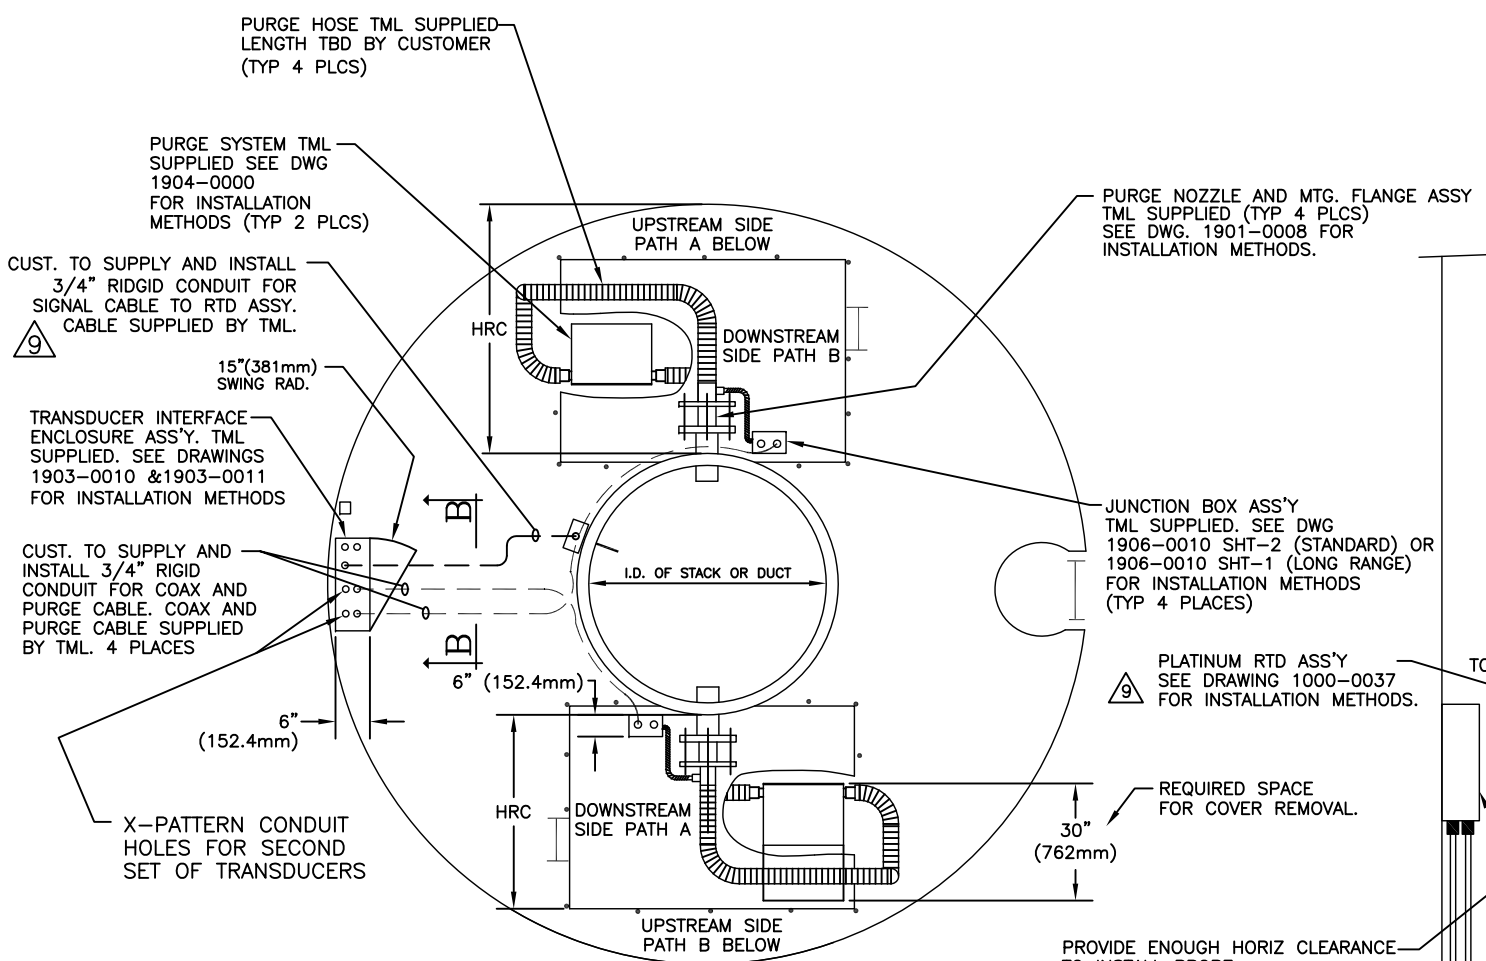 PURGE HOSE TML SUPPLIED
LENGTH TBD BY CUSTOMER
(TYP 4 PLCS)
PURGE SYSTEM TML
SUPPLIED SEE DWG
1904-0000
FOR INSTALLATION
METHODS (TYP 2 PLCS)
CUST. TO SUPPLY AND INSTALL
3/4" RIDGID CONDUIT FOR
SIGNAL CABLE TO RTD ASSY.
CABLE SUPPLIED BY TML.
9
15"(381mm)
SWING RAD.
TRANSDUCER INTERFACE
ENCLOSURE ASS'Y. TML
SUPPLIED. SEE DRAWINGS
1903-0010 &1903-0011
FOR INSTALLATION METHODS
CUST. TO SUPPLY AND
INSTALL 3/4" RIGID
CONDUIT FOR COAX AND
PURGE CABLE. COAX AND
PURGE CABLE SUPPLIED
BY TML. 4 PLACES
6"
(152.4mm)
X-PATTERN CONDUIT
HOLES FOR SECOND
SET OF TRANSDUCERS
UPSTREAM SIDE
PATH A BELOW
HRC
DOWNSTREAM
SIDE PATH B
B
B
I.D. OF STACK OR DUCT
6" (152.4mm)
HRC
DOWNSTREAM
SIDE PATH A
UPSTREAM SIDE
PATH B BELOW
30"
(762mm)
PURGE NOZZLE AND MTG. FLANGE ASSY
TML SUPPLIED (TYP 4 PLCS)
SEE DWG. 1901-0008 FOR
INSTALLATION METHODS.
JUNCTION BOX ASS'Y
TML SUPPLIED. SEE DWG
1906-0010 SHT-2 (STANDARD) OR
1906-0010 SHT-1 (LONG RANGE)
FOR INSTALLATION METHODS
(TYP 4 PLACES)
9
PLATINUM RTD ASS'Y
SEE DRAWING 1000-0037
FOR INSTALLATION METHODS.
REQUIRED SPACE
FOR COVER REMOVAL.
PROVIDE ENOUGH HORIZ CLEARANCE